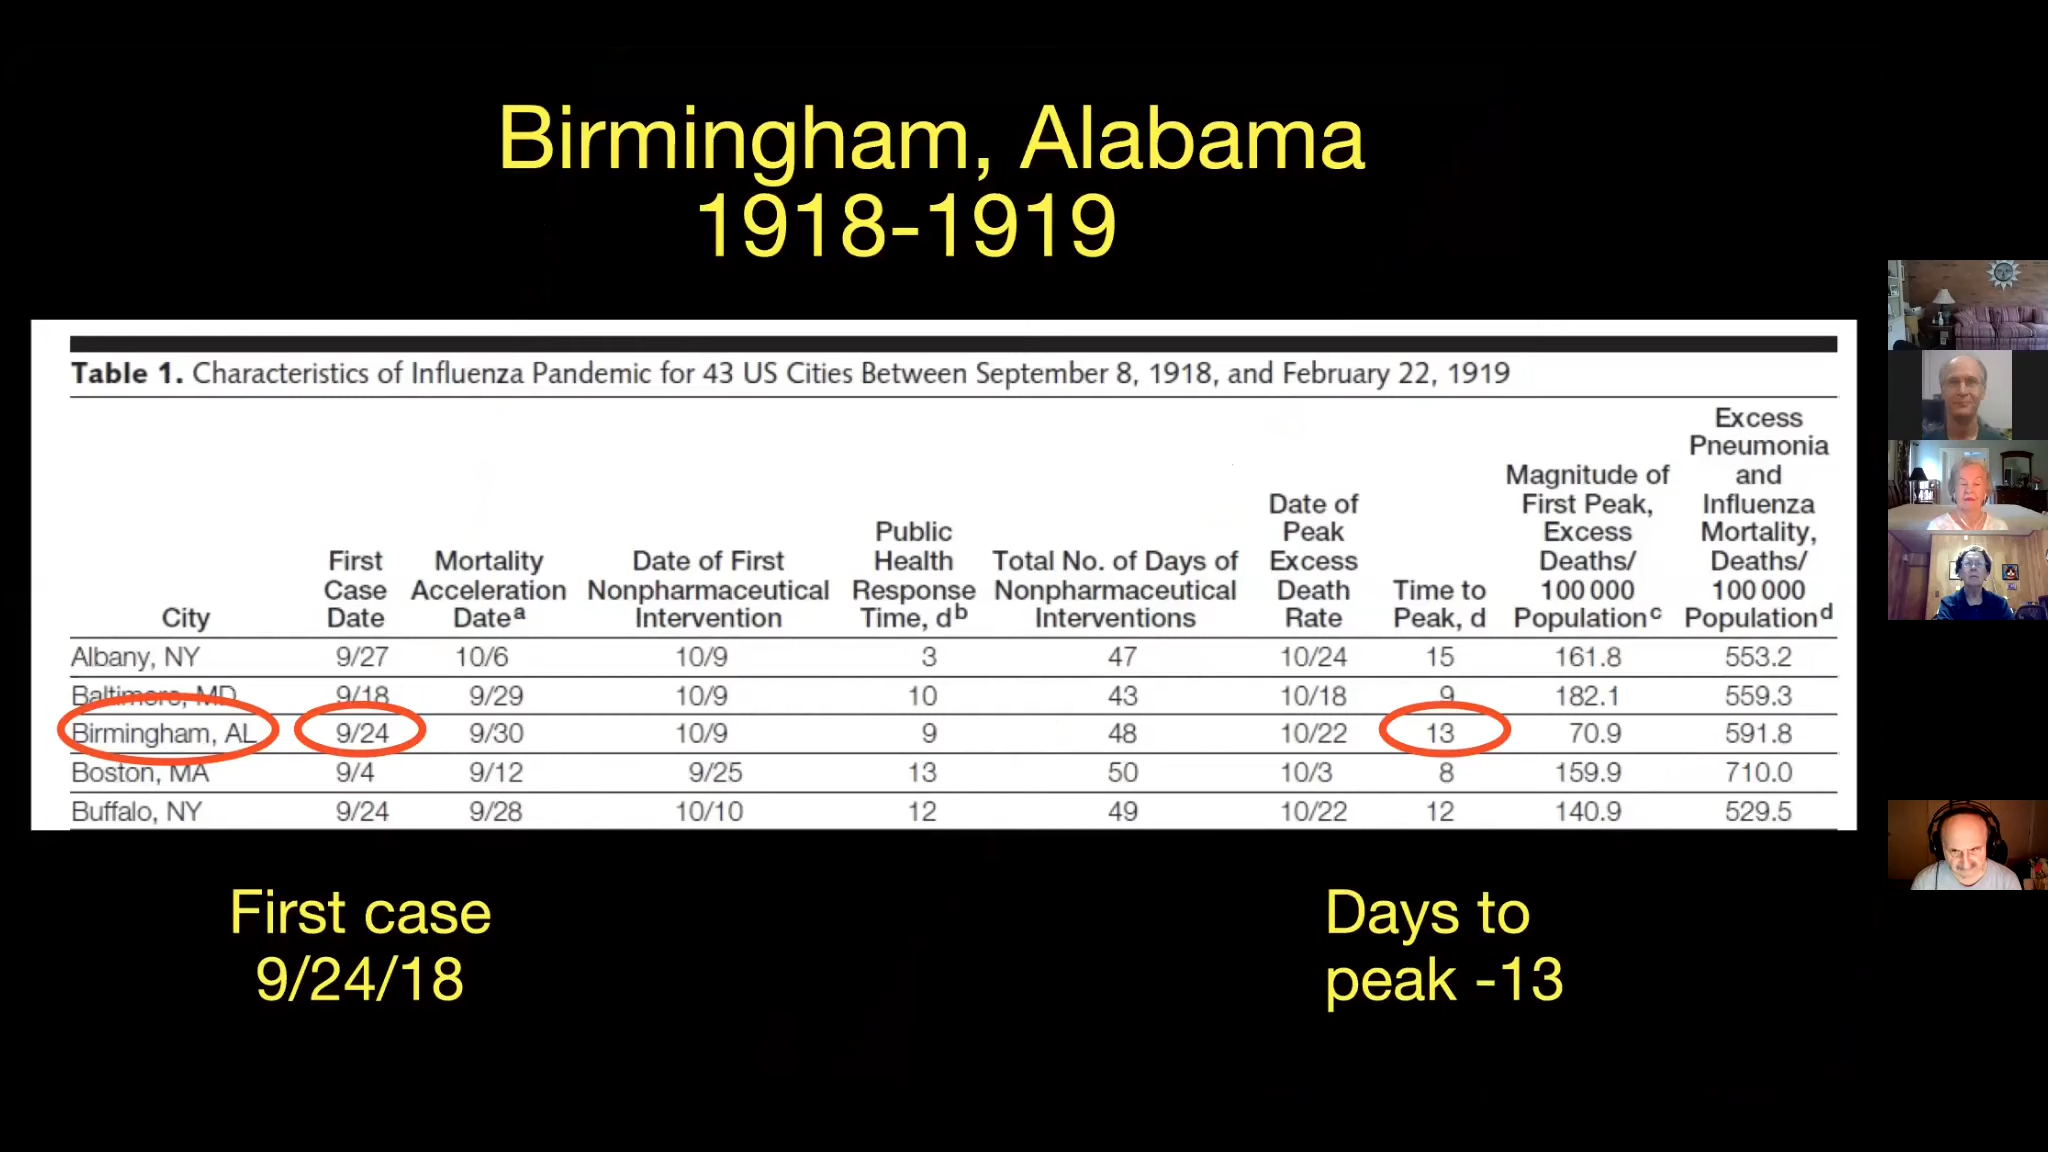 Birmingham, Alabama
1918-1919
Table 1. Characteristics of Influenza Pandemic for 43 US Cities Between September 8, 1918, and February 22, 1919
City
First
Case
Date
Mortality
Acceleration
Dateᵃ
Date of First
Nonpharmaceutical
Intervention
Public
Health
Response
Time, dᵇ
Total No. of Days of
Nonpharmaceutical
Interventions
Date of
Peak
Excess
Death
Rate
Time to
Peak, d
Magnitude of
First Peak,
Excess
Deaths/
100 000
Populationᶜ
Excess
Pneumonia
and
Influenza
Mortality,
Deaths/
100 000
Populationᵈ
Albany, NY 9/27 10/6 10/9 3 47 10/24 15 161.8 553.2
Baltimore, MD 9/18 9/29 10/9 10 43 10/18 9 182.1 559.3
Birmingham, AL 9/24 9/30 10/9 9 48 10/22 13 70.9 591.8
Boston, MA 9/4 9/12 9/25 13 50 10/3 8 159.9 710.0
Buffalo, NY 9/24 9/28 10/10 12 49 10/22 12 140.9 529.5
First case
9/24/18
Days to
peak -13